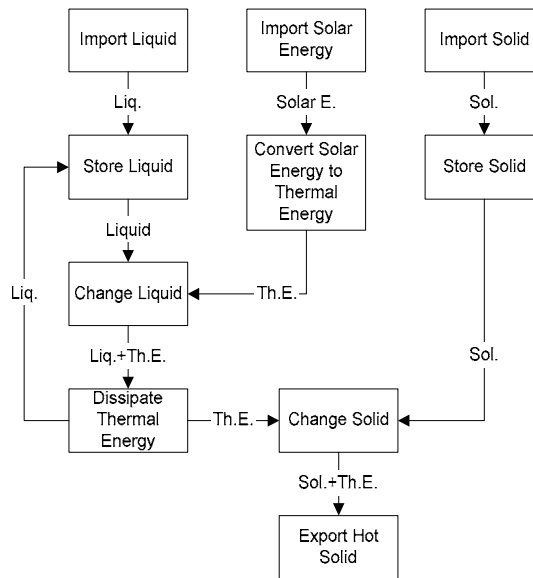 Import Liquid
Import Solar
Energy
Import Solid
Liq.
Solar E.
Sol.
Store Liquid
Convert Solar
Energy to
Thermal
Energy
Store Solid
Liquid
Liq.
Change Liquid
Th.E.
Liq.+Th.E.
Sol.
Dissipate
Thermal
Energy
Th.E.
Change Solid
Sol.+Th.E.
Export Hot
Solid